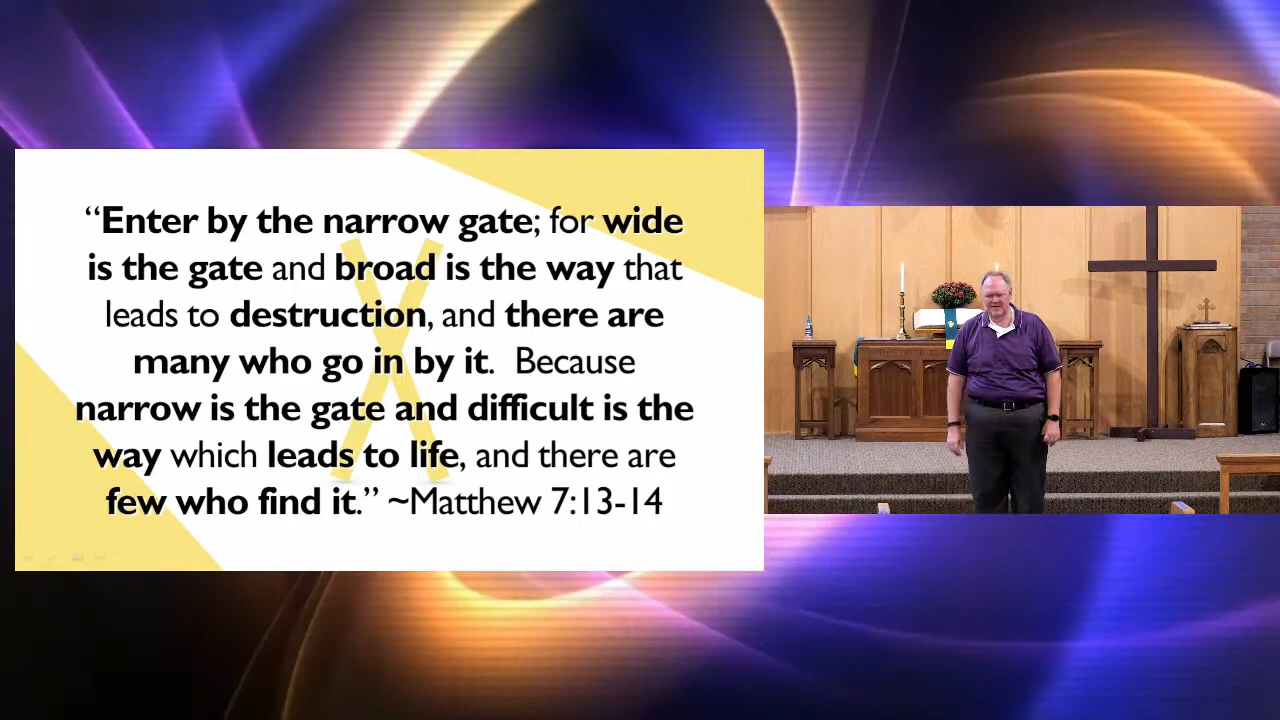 “Enter by the narrow gate; for wide
is the gate and broad is the way that
leads to destruction, and there are
many who go in by it.  Because
narrow is the gate and difficult is the
way which leads to life, and there are
few who find it.” ~Matthew 7:13-14